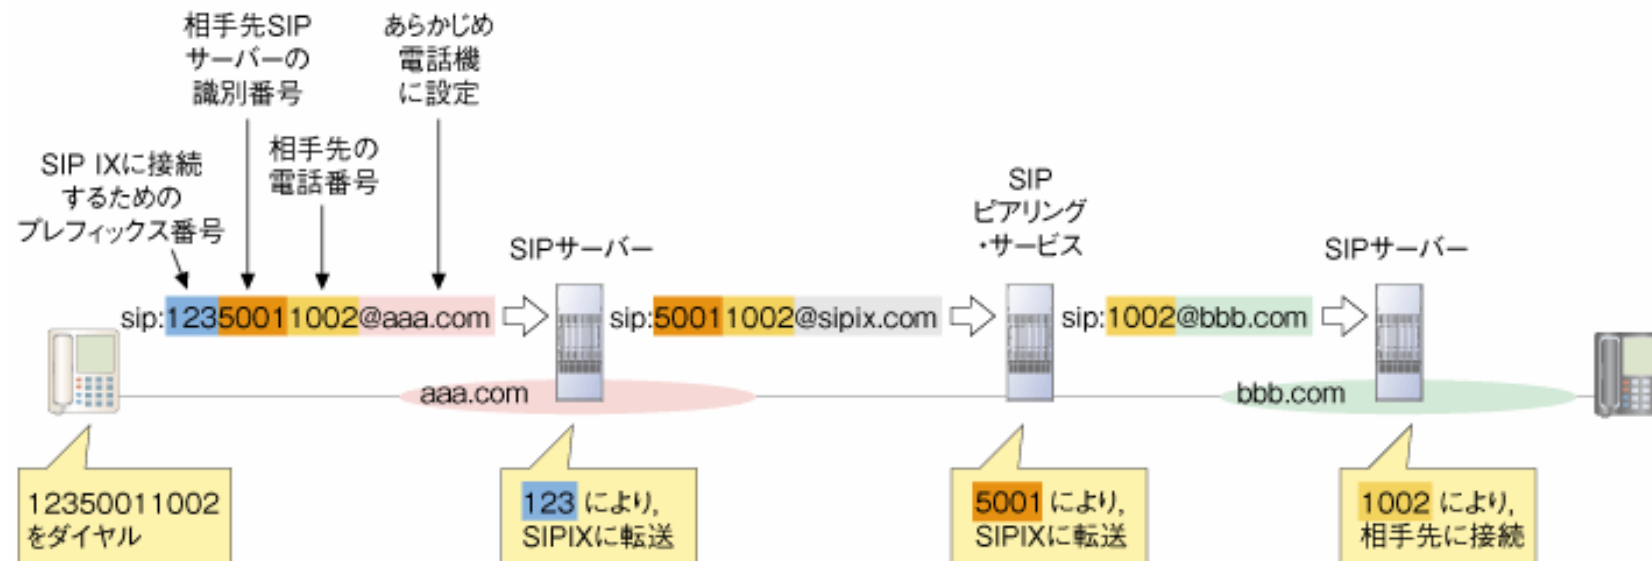 相手先SIP
サーバーの
識別番号
あらかじめ
電話機
に設定
SIP IXに接続
するための
プレフィックス番号
相手先の
電話番号
SIPサーバー
SIP
ピアリング
・サービス
SIPサーバー
sip:12350011002@aaa.com
sip:50011002@sipix.com
sip:1002@bbb.com
aaa.com
bbb.com
12350011002
をダイヤル
123 により,
SIPIXに転送
5001 により,
SIPIXに転送
1002 により,
相手先に接続